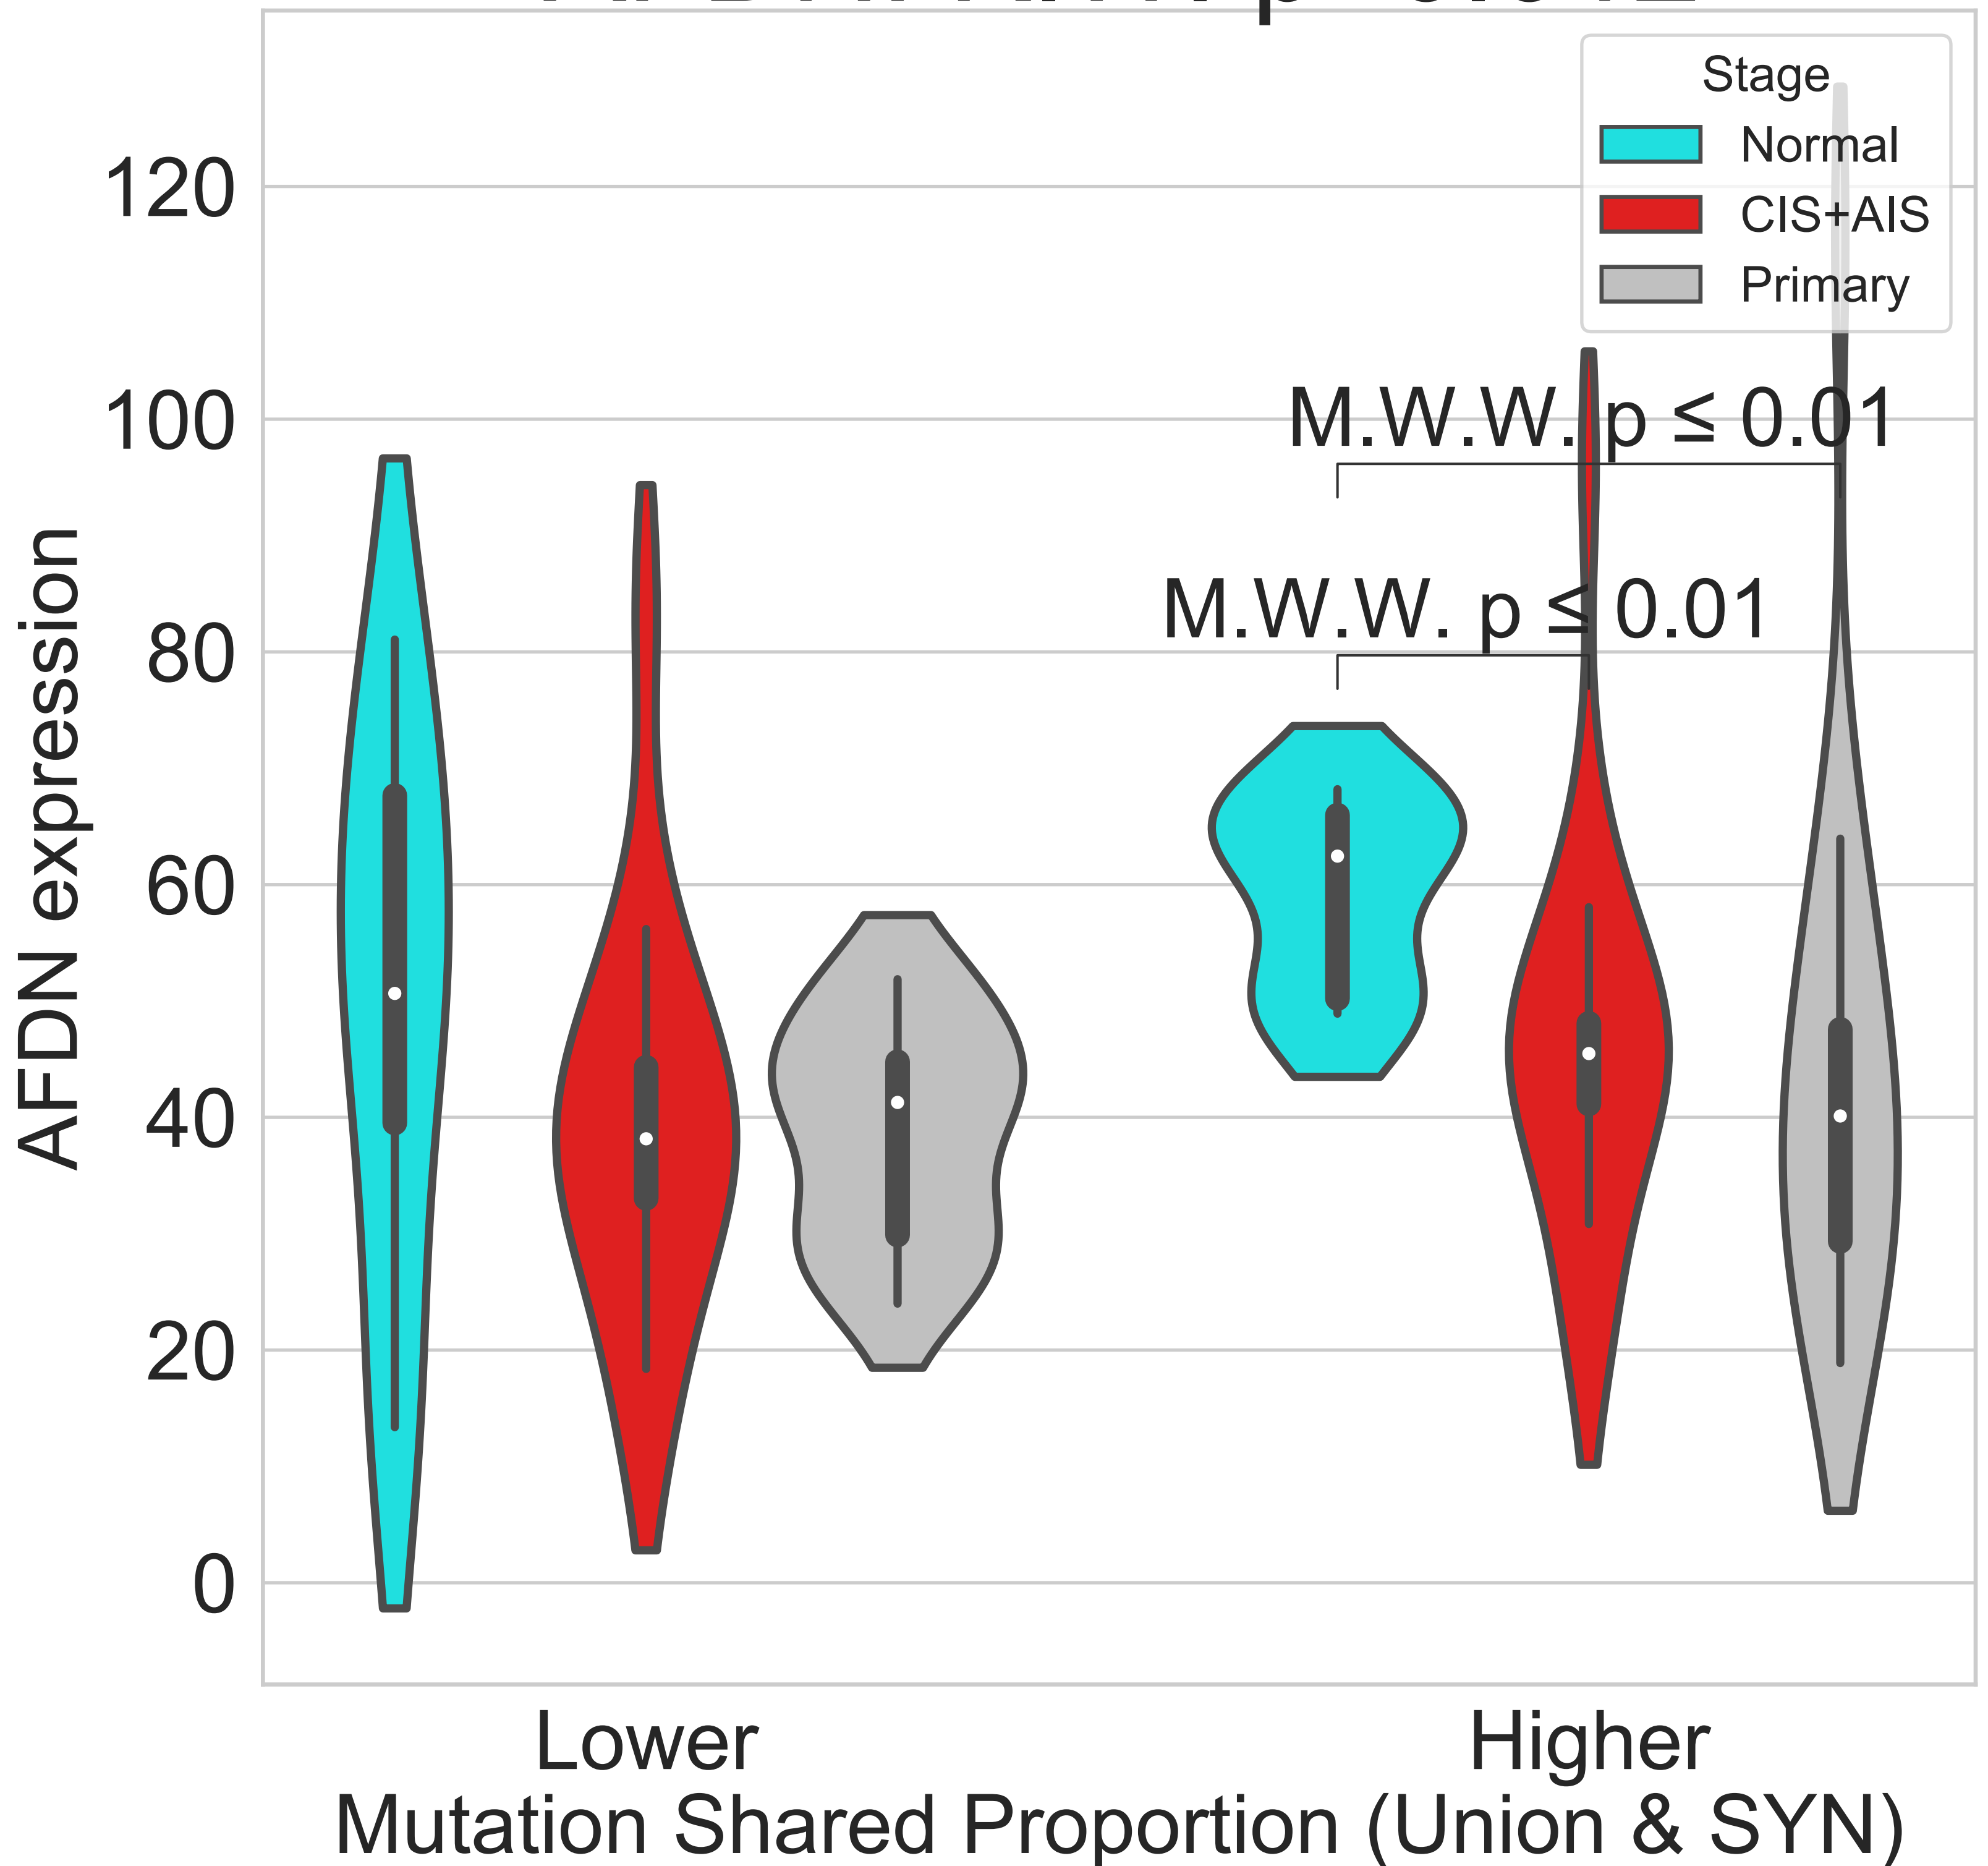 Stage
Normal
CIS+AIS
Primary
120
100
80
60
40
20
0
AFDN expression
M.W.W. p ≤ 0.01
M.W.W. p ≤ 0.01
Lower
Higher
Mutation Shared Proportion (Union & SYN)